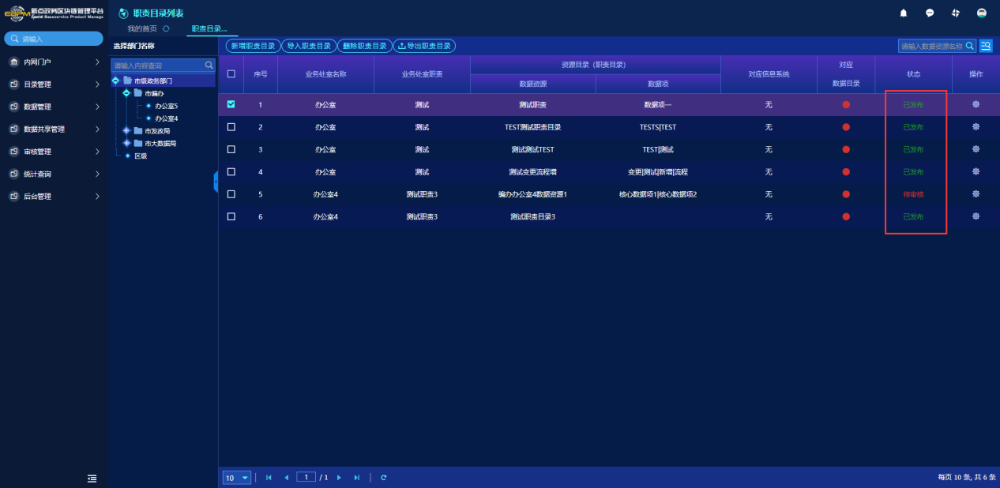 新点政务区块链管理平台
Epoint Baseservice Product Manage
请输入
内网门户
目录管理
数据管理
数据共享管理
审核管理
统计查询
后台管理
职责目录列表
我的首页
职责目录...
选择部门名称
请输入内容查询
市级政务部门
市编办
办公室5
办公室4
市发改局
市大数据局
区级
新增职责目录 导入职责目录 删除职责目录 导出职责目录
请输入数据资源名称
序号 业务处室名称 业务处室职责 资源目录（职责目录） 对应信息系统 对应 数据目录 状态 操作
数据资源 数据项
1 办公室 测试 测试职责 数据项一 无 已发布
2 办公室 测试 TEST测试职责目录 TESTS|TEST 无 已发布
3 办公室 测试 测试测试TEST TEST|测试 无 已发布
4 办公室 测试 测试变更流程增 变更|测试|新增|流程 无 已发布
5 办公室4 测试职责3 编办办公室4数据资源1 核心数据项1|核心数据项2 无 待审核
6 办公室4 测试职责3 测试职责目录3 无 已发布
10 1 / 1
每页 10 条, 共 6 条